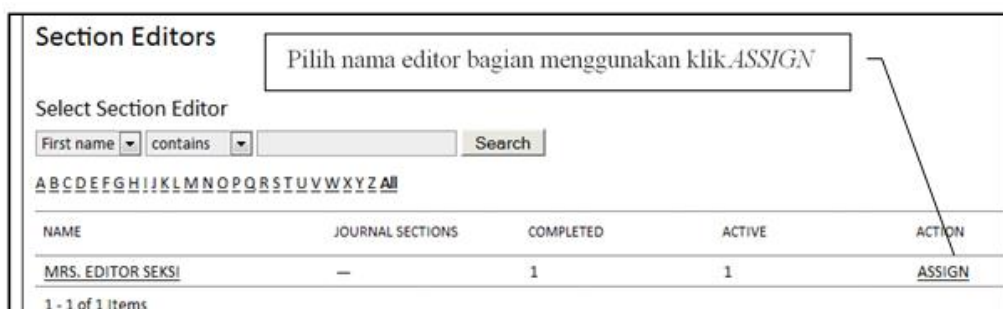 Section Editors
Pilih nama editor bagian menggunakan klik ASSIGN
Select Section Editor
First name contains Search
A B C D E F G H I J K L M N O P Q R S T U V W X Y Z All
NAME JOURNAL SECTIONS COMPLETED ACTIVE ACTION
MRS. EDITOR SEKSI — 1 1 ASSIGN
1 - 1 of 1 Items